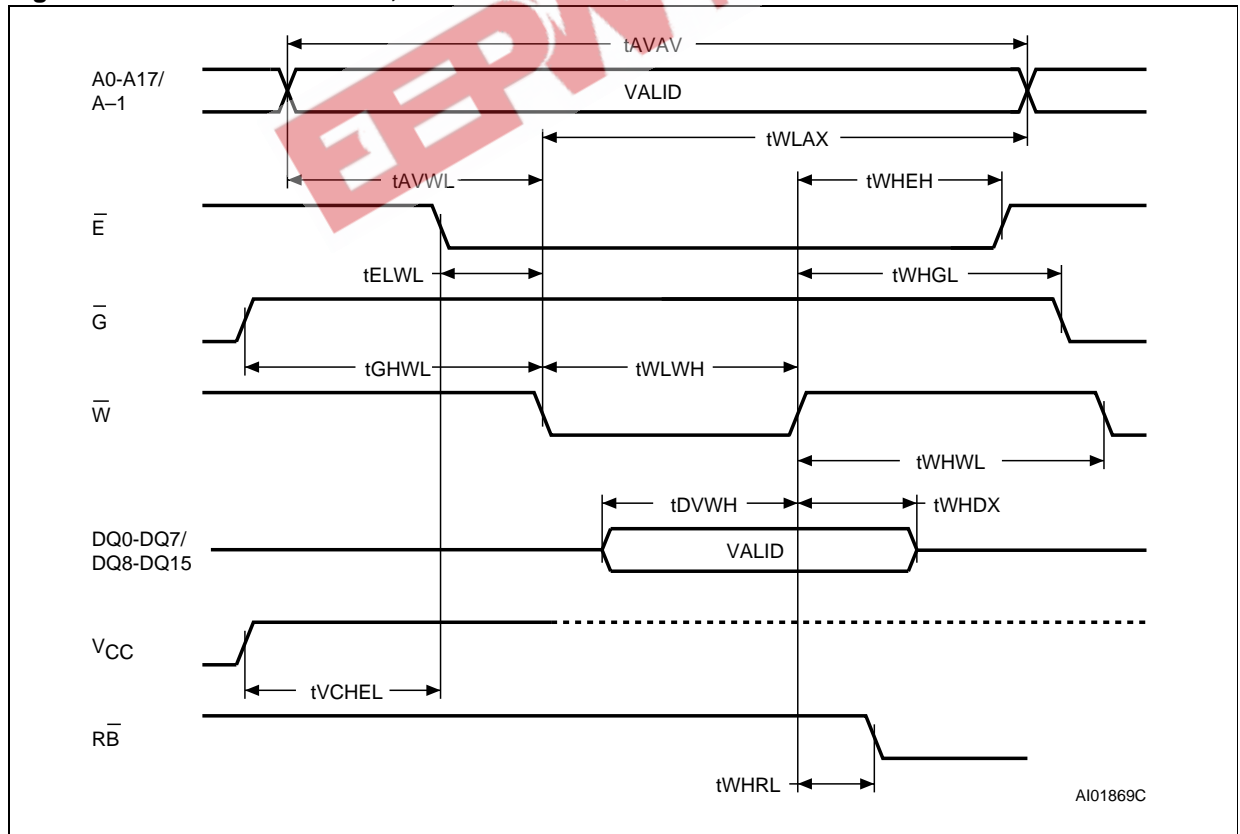 tAVAV
A0-A17/
A–1
VALID
tWLAX
tAVWL
tWHEH
E̅
tELWL
tWHGL
G̅
tGHWL
tWLWH
W̅
tWHWL
tDVWH
tWHDX
DQ0-DQ7/
DQ8-DQ15
VALID
VCC
tVCHEL
RB̅
tWHRL
AI01869C